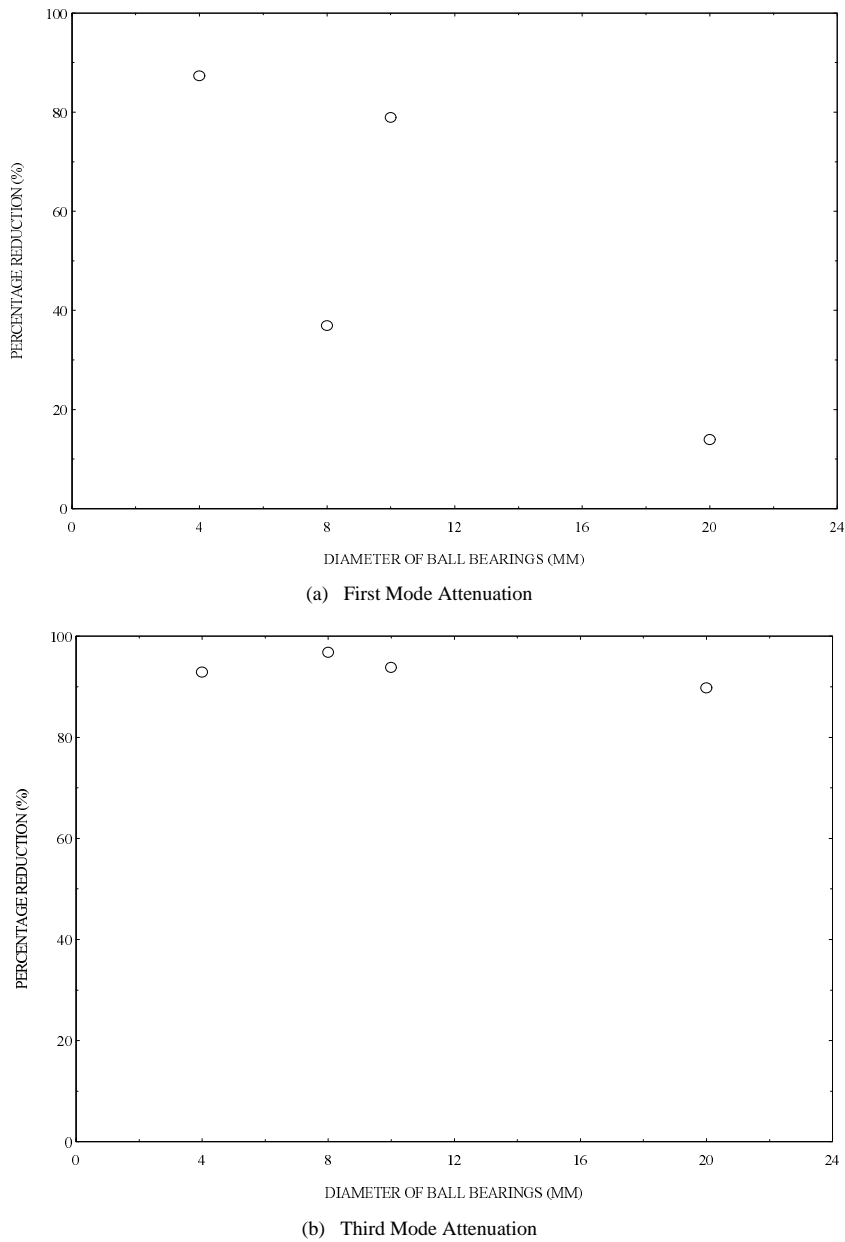 100
80
60
40
20
0
PERCENTAGE REDUCTION (%)
0 4 8 12 16 20 24
DIAMETER OF BALL BEARINGS (MM)
(a) First Mode Attenuation
100
80
60
40
20
0
PERCENTAGE REDUCTION (%)
0 4 8 12 16 20 24
DIAMETER OF BALL BEARINGS (MM)
(b) Third Mode Attenuation